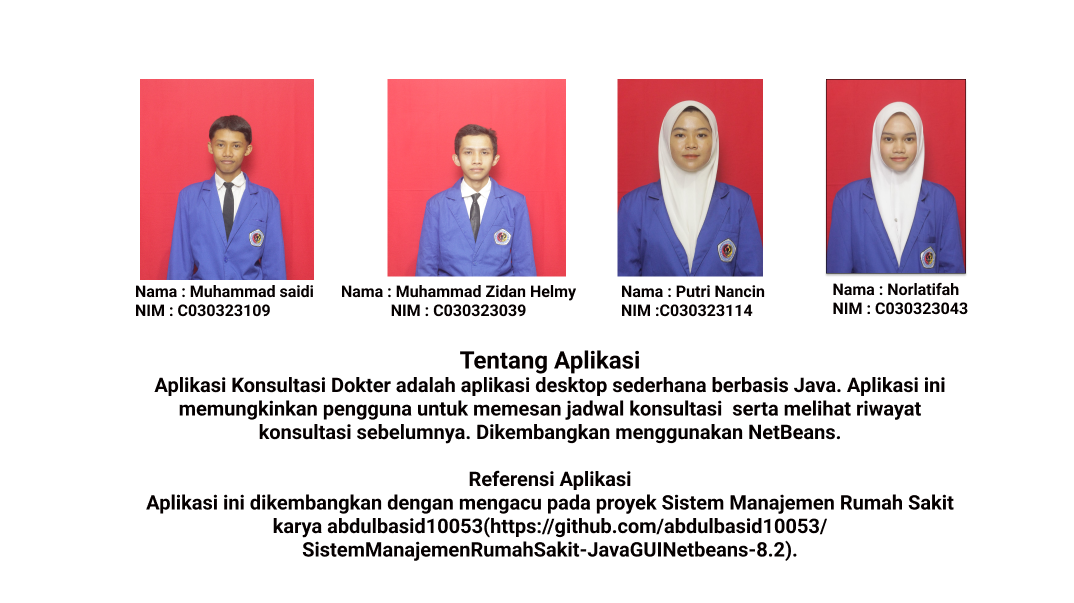 Nama : Muhammad saidi
NIM : C030323109
Nama : Muhammad Zidan Helmy
NIM : C030323039
Nama : Putri Nancin
NIM :C030323114
Nama : Norlatifah
NIM : C030323043
Tentang Aplikasi
Aplikasi Konsultasi Dokter adalah aplikasi desktop sederhana berbasis Java. Aplikasi ini
memungkinkan pengguna untuk memesan jadwal konsultasi  serta melihat riwayat
konsultasi sebelumnya. Dikembangkan menggunakan NetBeans.
Referensi Aplikasi
Aplikasi ini dikembangkan dengan mengacu pada proyek Sistem Manajemen Rumah Sakit
karya abdulbasid10053(https://github.com/abdulbasid10053/
SistemManajemenRumahSakit-JavaGUINetbeans-8.2).